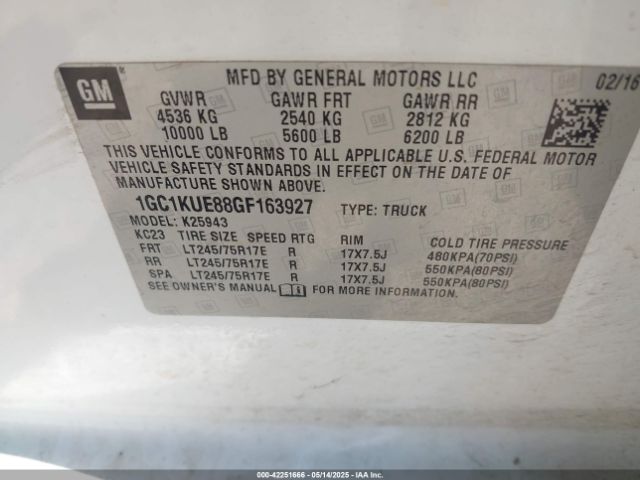 GM
MFD BY GENERAL MOTORS LLC 02/16
GVWR GAWR FRT GAWR RR
4536 KG 2540 KG 2812 KG
10000 LB 5600 LB 6200 LB
THIS VEHICLE CONFORMS TO ALL APPLICABLE U.S. FEDERAL MOTOR
VEHICLE SAFETY STANDARDS IN EFFECT ON THE DATE OF
MANUFACTURE SHOWN ABOVE.
1GC1KUE88GF163927 TYPE: TRUCK
MODEL: K25943
KC23 TIRE SIZE SPEED RTG RIM COLD TIRE PRESSURE
FRT LT245/75R17E R 17X7.5J 480KPA(70PSI)
RR LT245/75R17E R 17X7.5J 550KPA(80PSI)
SPA LT245/75R17E R 17X7.5J 550KPA(80PSI)
SEE OWNER'S MANUAL FOR MORE INFORMATION.
000-42251666 - 05/14/2025 - IAAI.COM